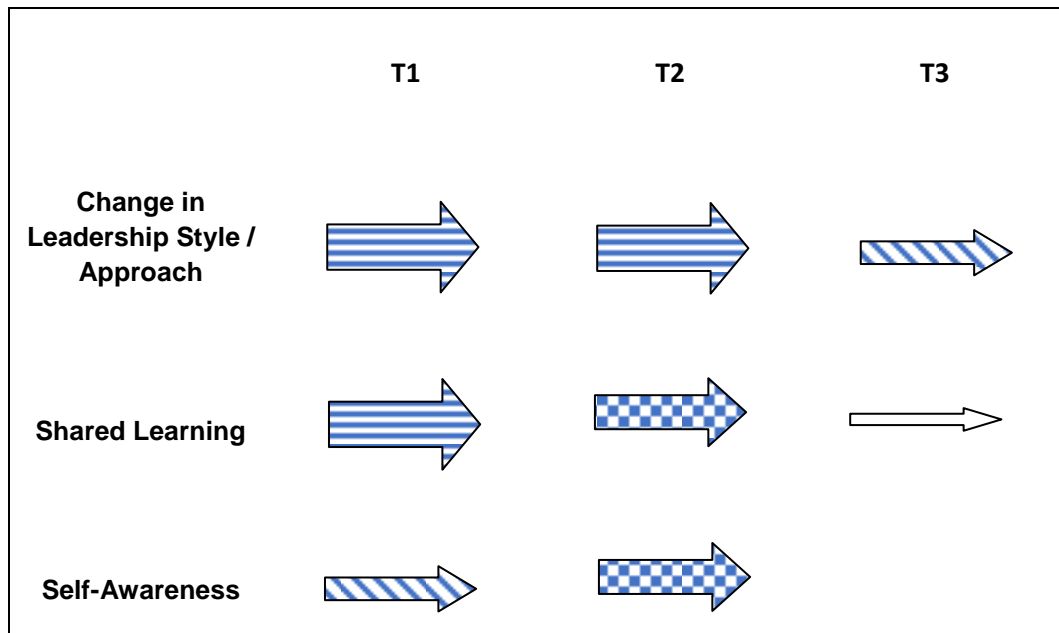 T1 T2 T3
Change in
Leadership Style /
Approach
Shared Learning
Self-Awareness